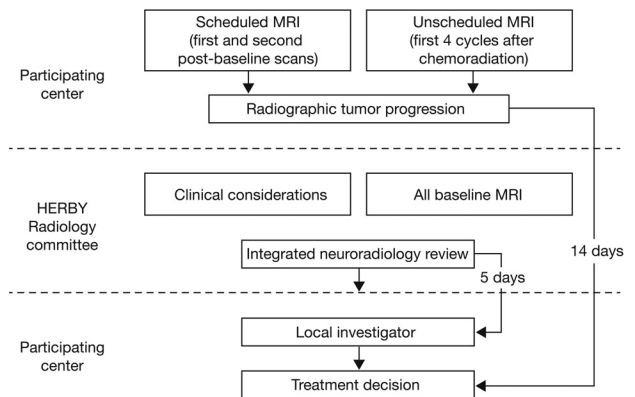 Scheduled MRI
(first and second
post-baseline scans)
Unscheduled MRI
(first 4 cycles after
chemoradiation)
Participating
center
Radiographic tumor progression
Clinical considerations
All baseline MRI
HERBY
Radiology
committee
Integrated neuroradiology review
14 days
5 days
Local investigator
Participating
center
Treatment decision